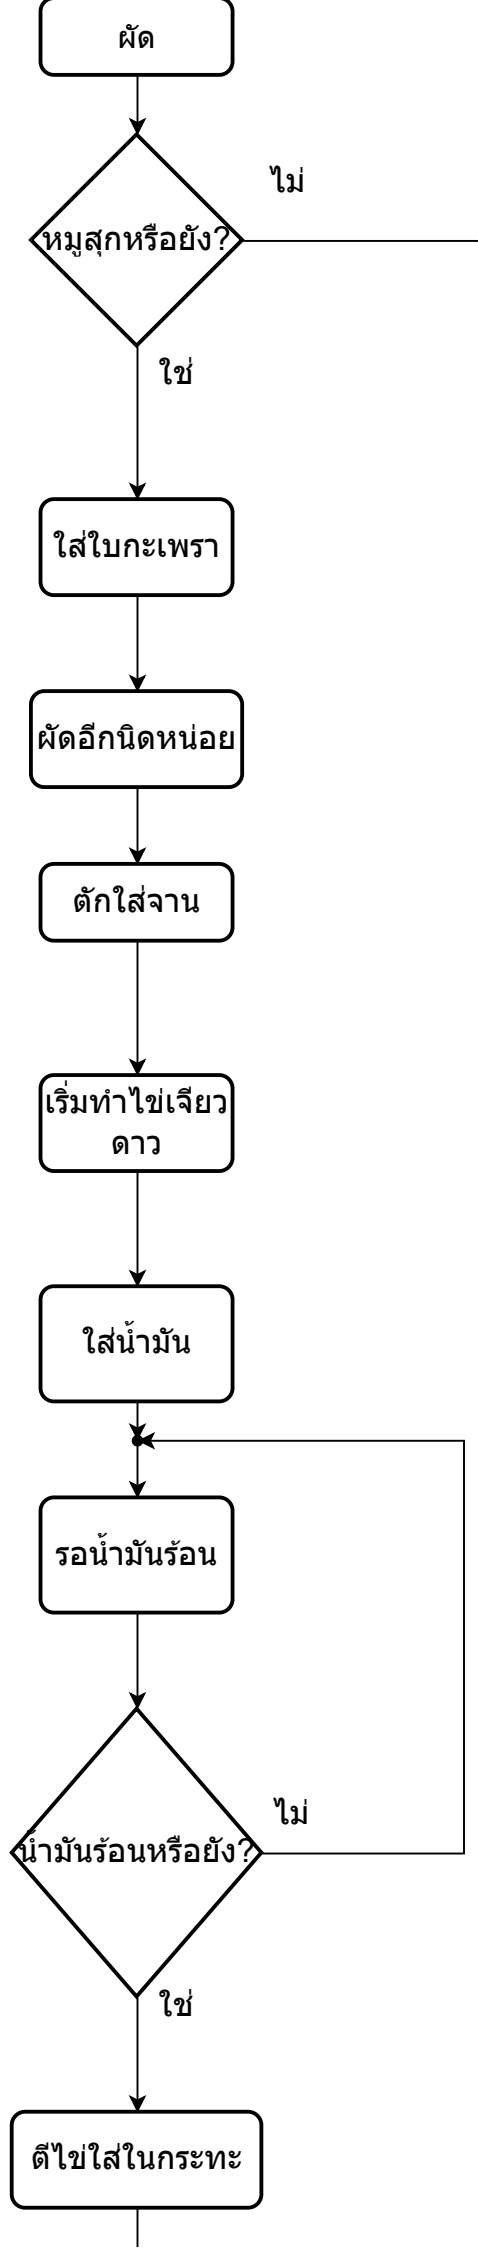 ผัด
ไม่
หมูสุกหรือยัง?
ใช่
ใส่ใบกะเพรา
ผัดอีกนิดหน่อย
ตักใส่จาน
เริ่มทำไข่เจียว
ดาว
ใส่น้ำมัน
รอน้ำมันร้อน
ไม่
น้ำมันร้อนหรือยัง?
ใช่
ตีไข่ใส่ในกระทะ